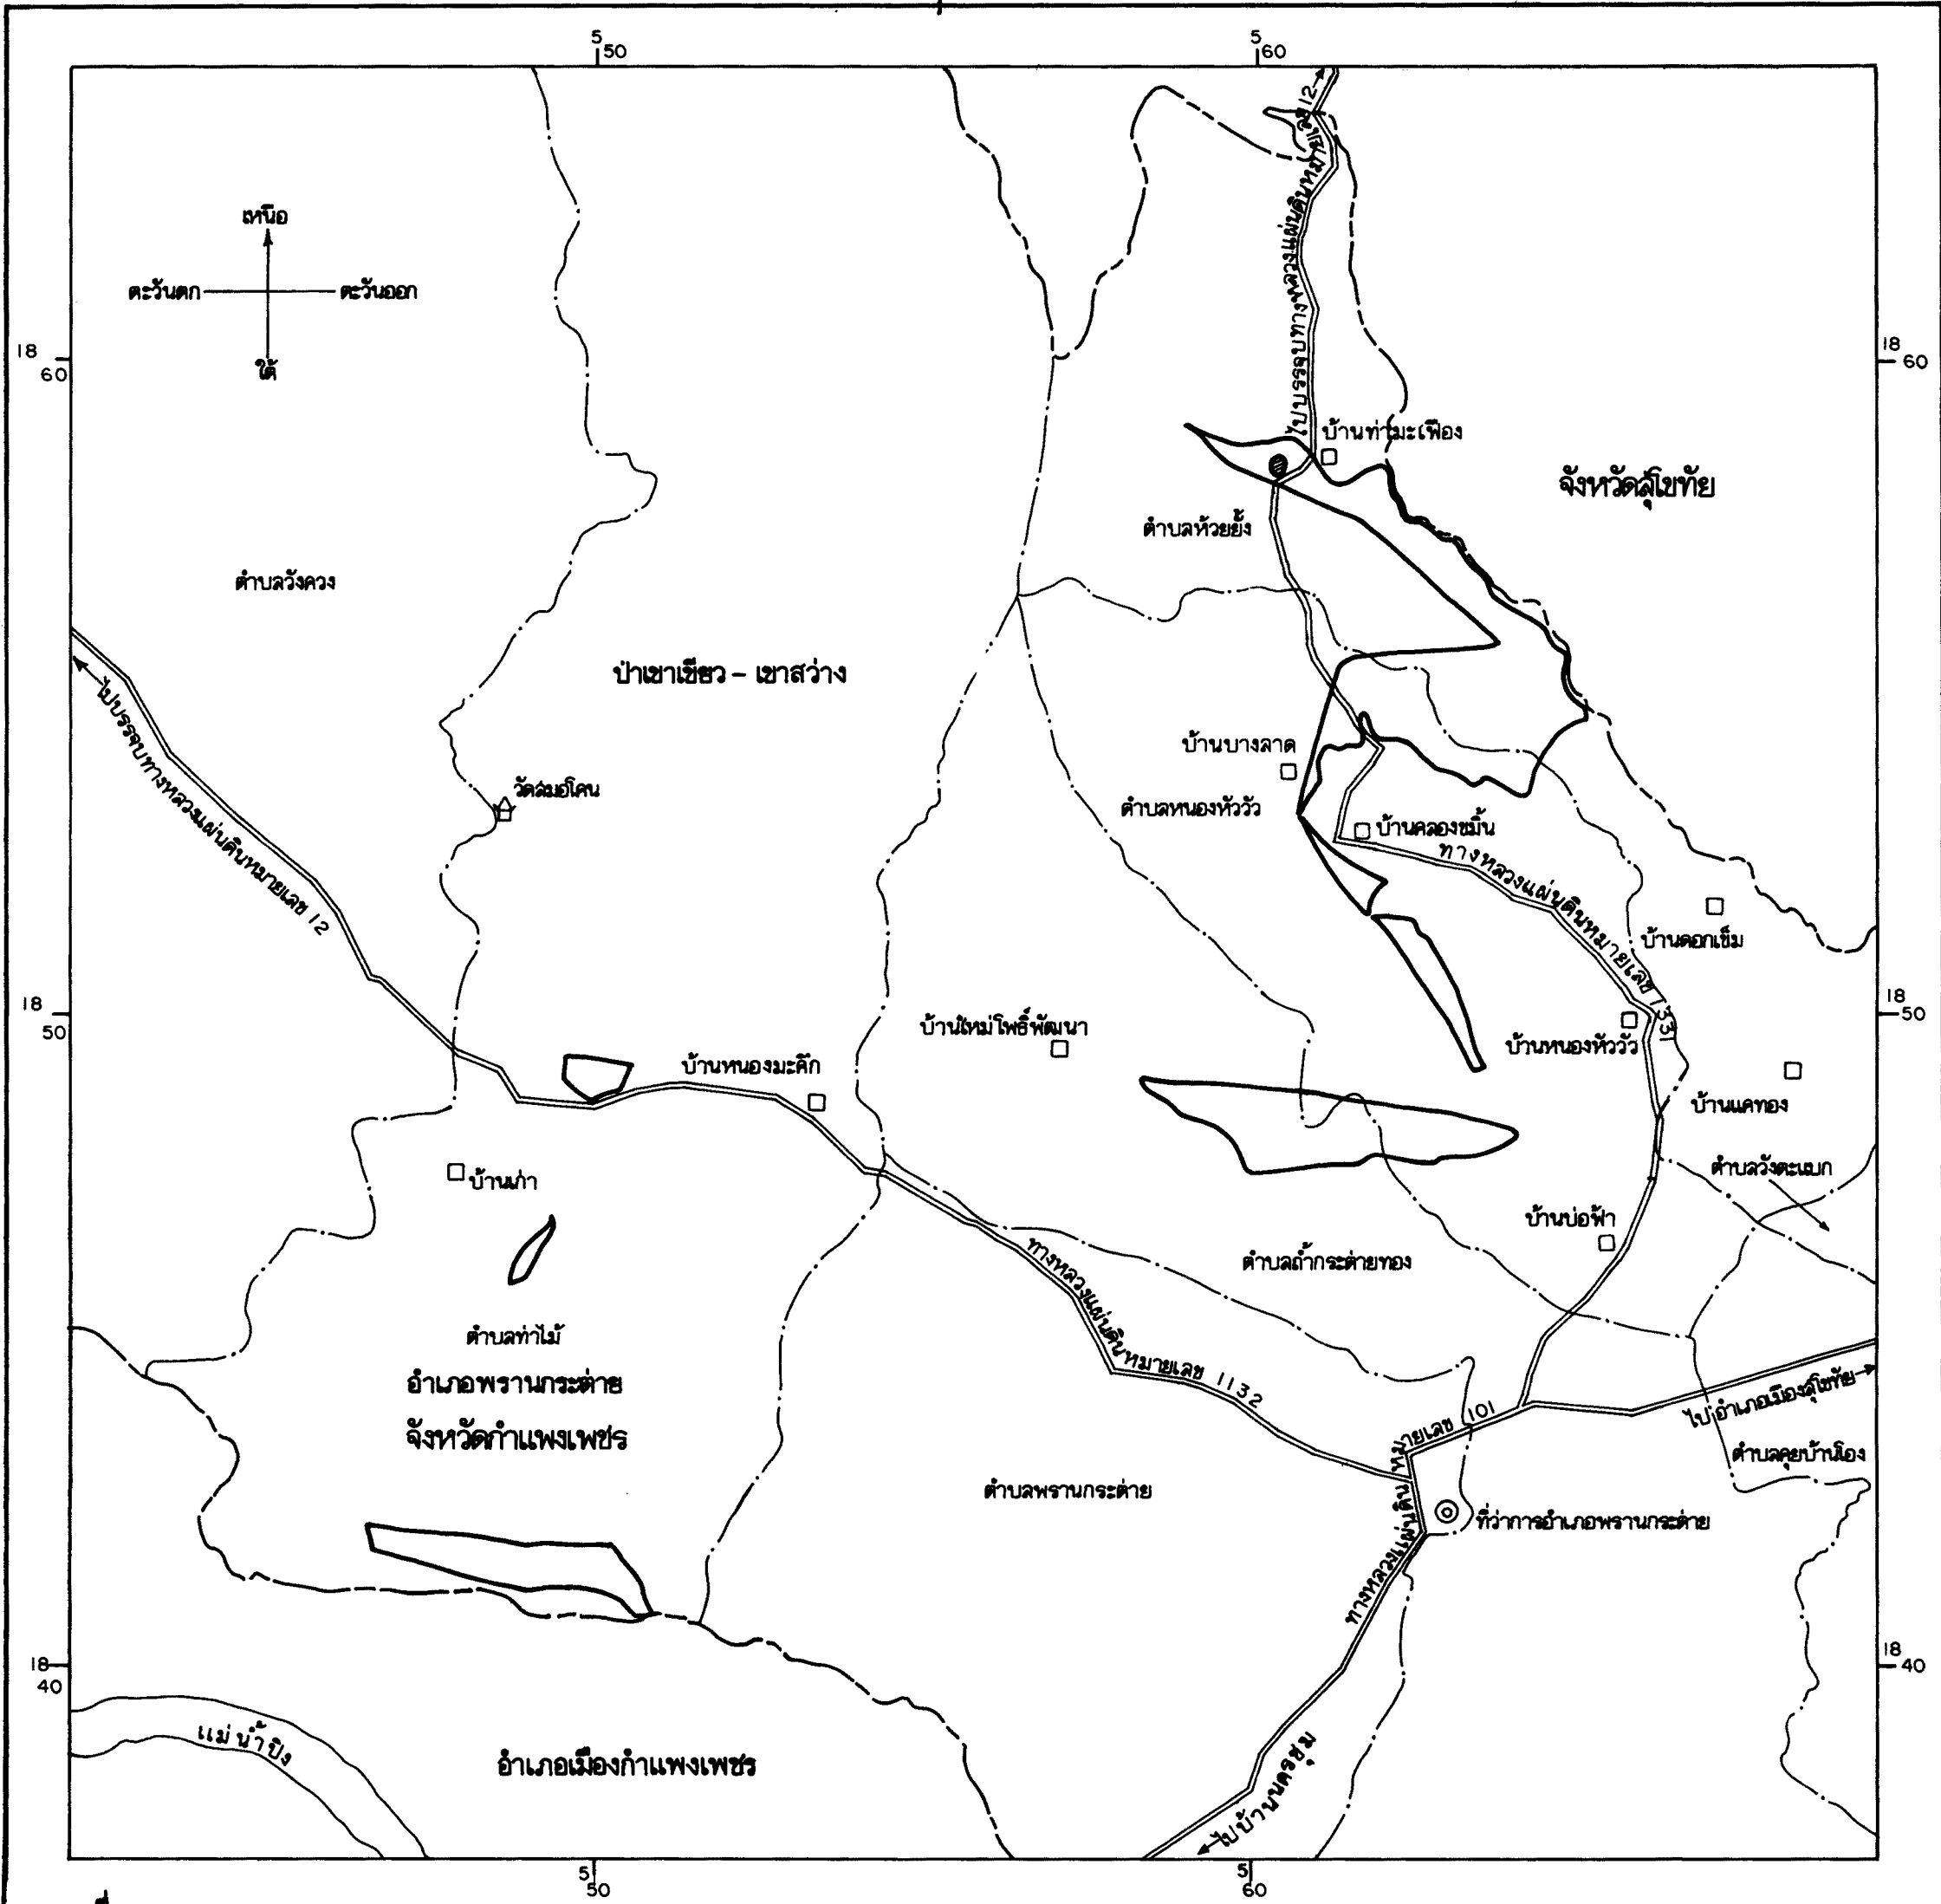 5 50
5 60
เหนือ
ตะวันตก
ตะวันออก
ใต้
18 60
18 60
ไปบรรจบทางหลวงแผ่นดินหมายเลข 12
บ้านท่ามะเฟือง
จังหวัดสุโขทัย
ตำบลห้วยยั้ง
ตำบลวังควง
ป่าเขาเขียว – เขาสว่าง
ไปบรรจบทางหลวงแผ่นดินหมายเลข 12
บ้านบางลาด
วัดสมอโคน
ตำบลหนองหัววัว
บ้านคลองขมิ้น
ทางหลวงแผ่นดินหมายเลข 1331
บ้านดอกเข็ม
18 50
18 50
บ้านใหม่โพธิ์พัฒนา
บ้านหนองหัววัว
บ้านหนองมะคึก
บ้านแคทอง
ตำบลวังตะแบก
บ้านเก่า
บ้านบ่อฟ้า
ตำบลถ้ำกระต่ายทอง
ทางหลวงแผ่นดินหมายเลข 1132
ตำบลท่าไม้
อำเภอพรานกระต่าย
จังหวัดกำแพงเพชร
ไปอำเภอเมืองสุโขทัย
ตำบลคุยบ้านโอง
ทางหลวงแผ่นดิน หมายเลข 101
ตำบลพรานกระต่าย
ที่ว่าการอำเภอพรานกระต่าย
18 40
18 40
แม่น้ำปิง
อำเภอเมืองกำแพงเพชร
ไปบ้านนครชุม
5 50
5 60